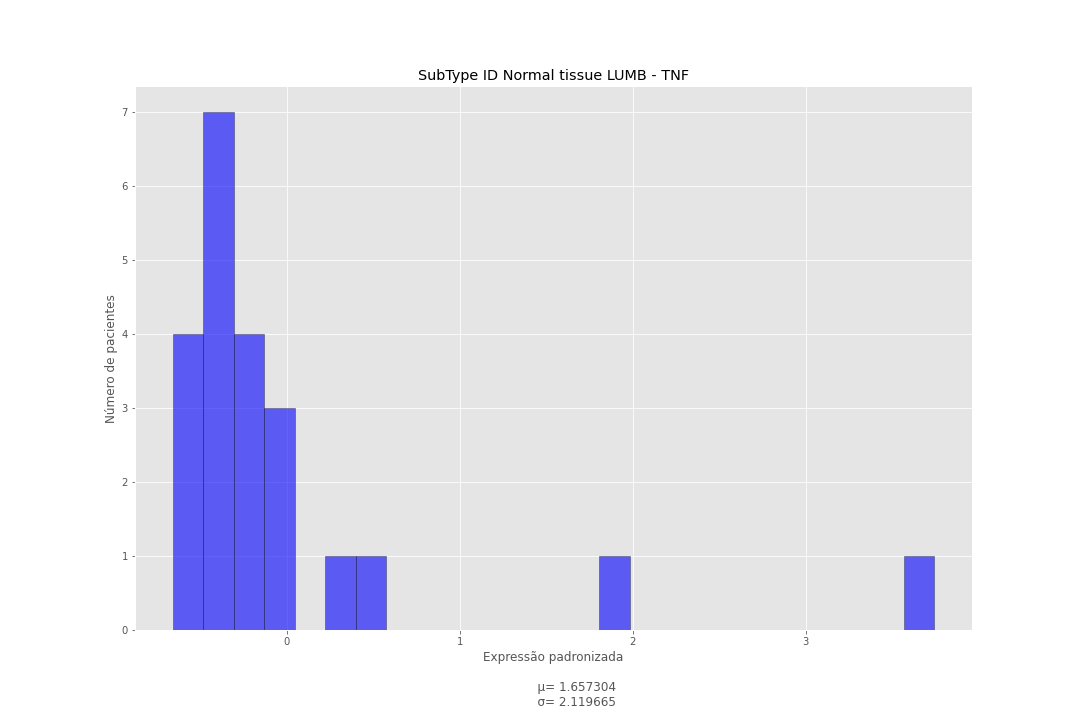 SubType ID Normal tissue LUMB - TNF
7
6
5
4
3
2
1
0
Número de pacientes
0 1 2 3
Expressão padronizada
μ= 1.657304
σ= 2.119665